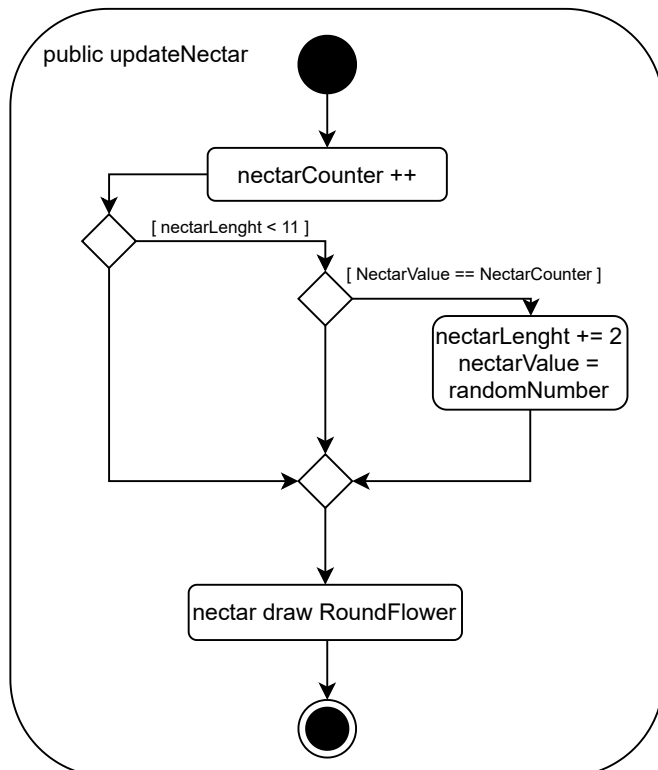 public updateNectar
nectarCounter ++
[ nectarLenght < 11 ]
[ NectarValue == NectarCounter ]
nectarLenght += 2
nectarValue =
randomNumber
nectar draw RoundFlower